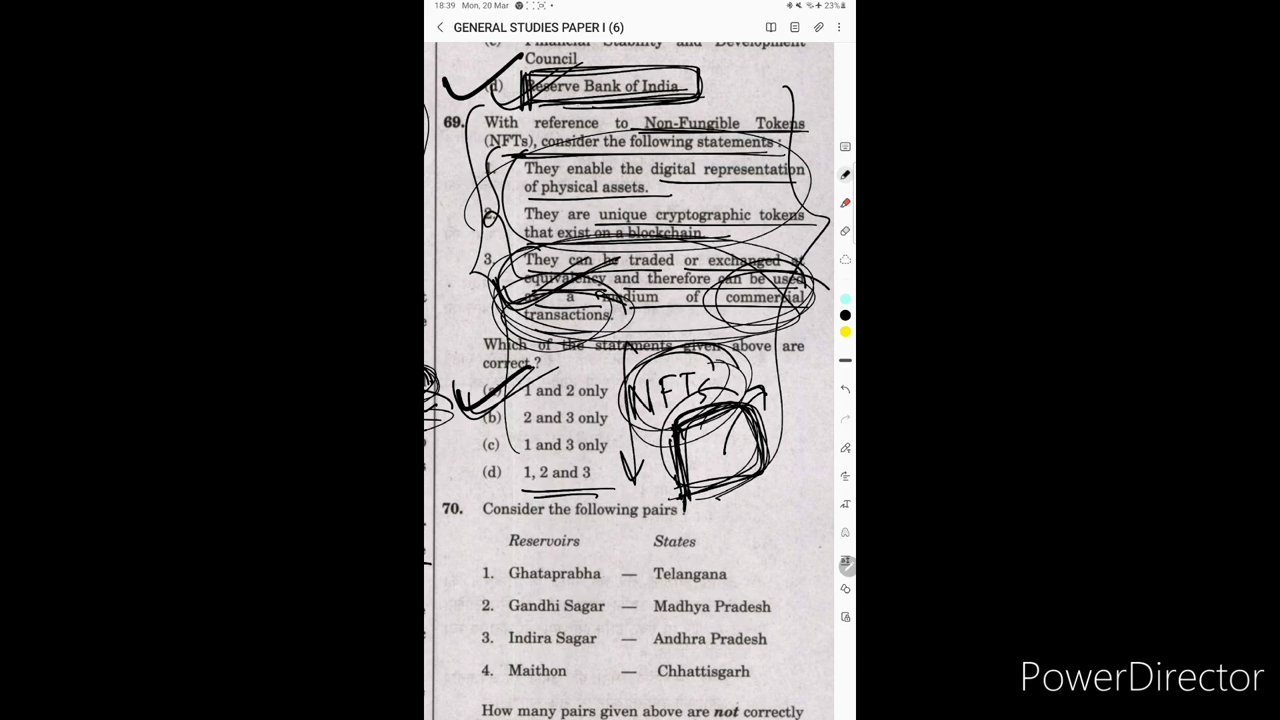 18:39 Mon, 20 Mar
23%
GENERAL STUDIES PAPER I (6)
(c) Financial Stability and Development
Council
(d) Reserve Bank of India
69. With reference to Non-Fungible Tokens
(NFTs), consider the following statements :
1. They enable the digital representation
of physical assets.
2. They are unique cryptographic tokens
that exist on a blockchain.
3. They can be traded or exchanged at
equivalency and therefore can be used
a medium of commercial
transactions.
Which of the statements given above are
correct ?
(a) 1 and 2 only
(b) 2 and 3 only
(c) 1 and 3 only
(d) 1, 2 and 3
NFTs
70. Consider the following pairs :
Reservoirs States
1. Ghataprabha — Telangana
2. Gandhi Sagar — Madhya Pradesh
3. Indira Sagar — Andhra Pradesh
4. Maithon — Chhattisgarh
How many pairs given above are not correctly
PowerDirector